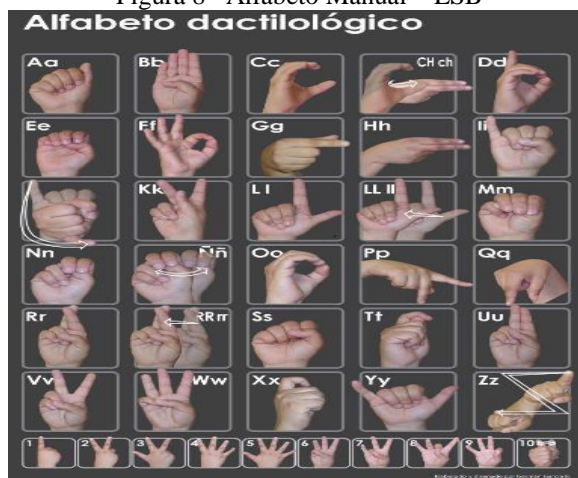 Figura 8 - Alfabeto Manual - LSB
Alfabeto dactilológico
Aa Bb Cc CH ch Dd
Ee Ff Gg Hh Ii
Kk L l LL ll Mm
Nn Ññ Oo Pp Qq
Rr RR rr Ss Tt Uu
Vv Ww Xx Yy Zz
1 2 3 4 5 6 7 8 9 10